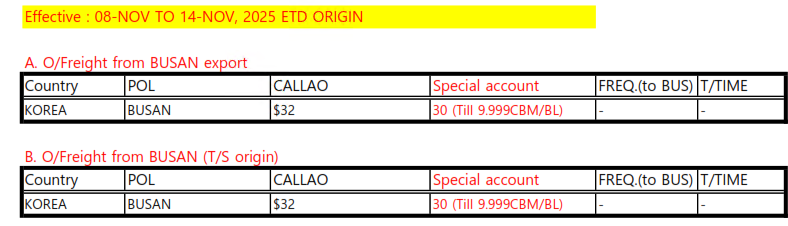 Effective : 08-NOV TO 14-NOV, 2025 ETD ORIGIN
A. O/Freight from BUSAN export
Country POL CALLAO Special account FREQ.(to BUS) T/TIME
KOREA BUSAN $32 30 (Till 9.999CBM/BL) - -
B. O/Freight from BUSAN (T/S origin)
Country POL CALLAO Special account FREQ.(to BUS) T/TIME
KOREA BUSAN $32 30 (Till 9.999CBM/BL) - -